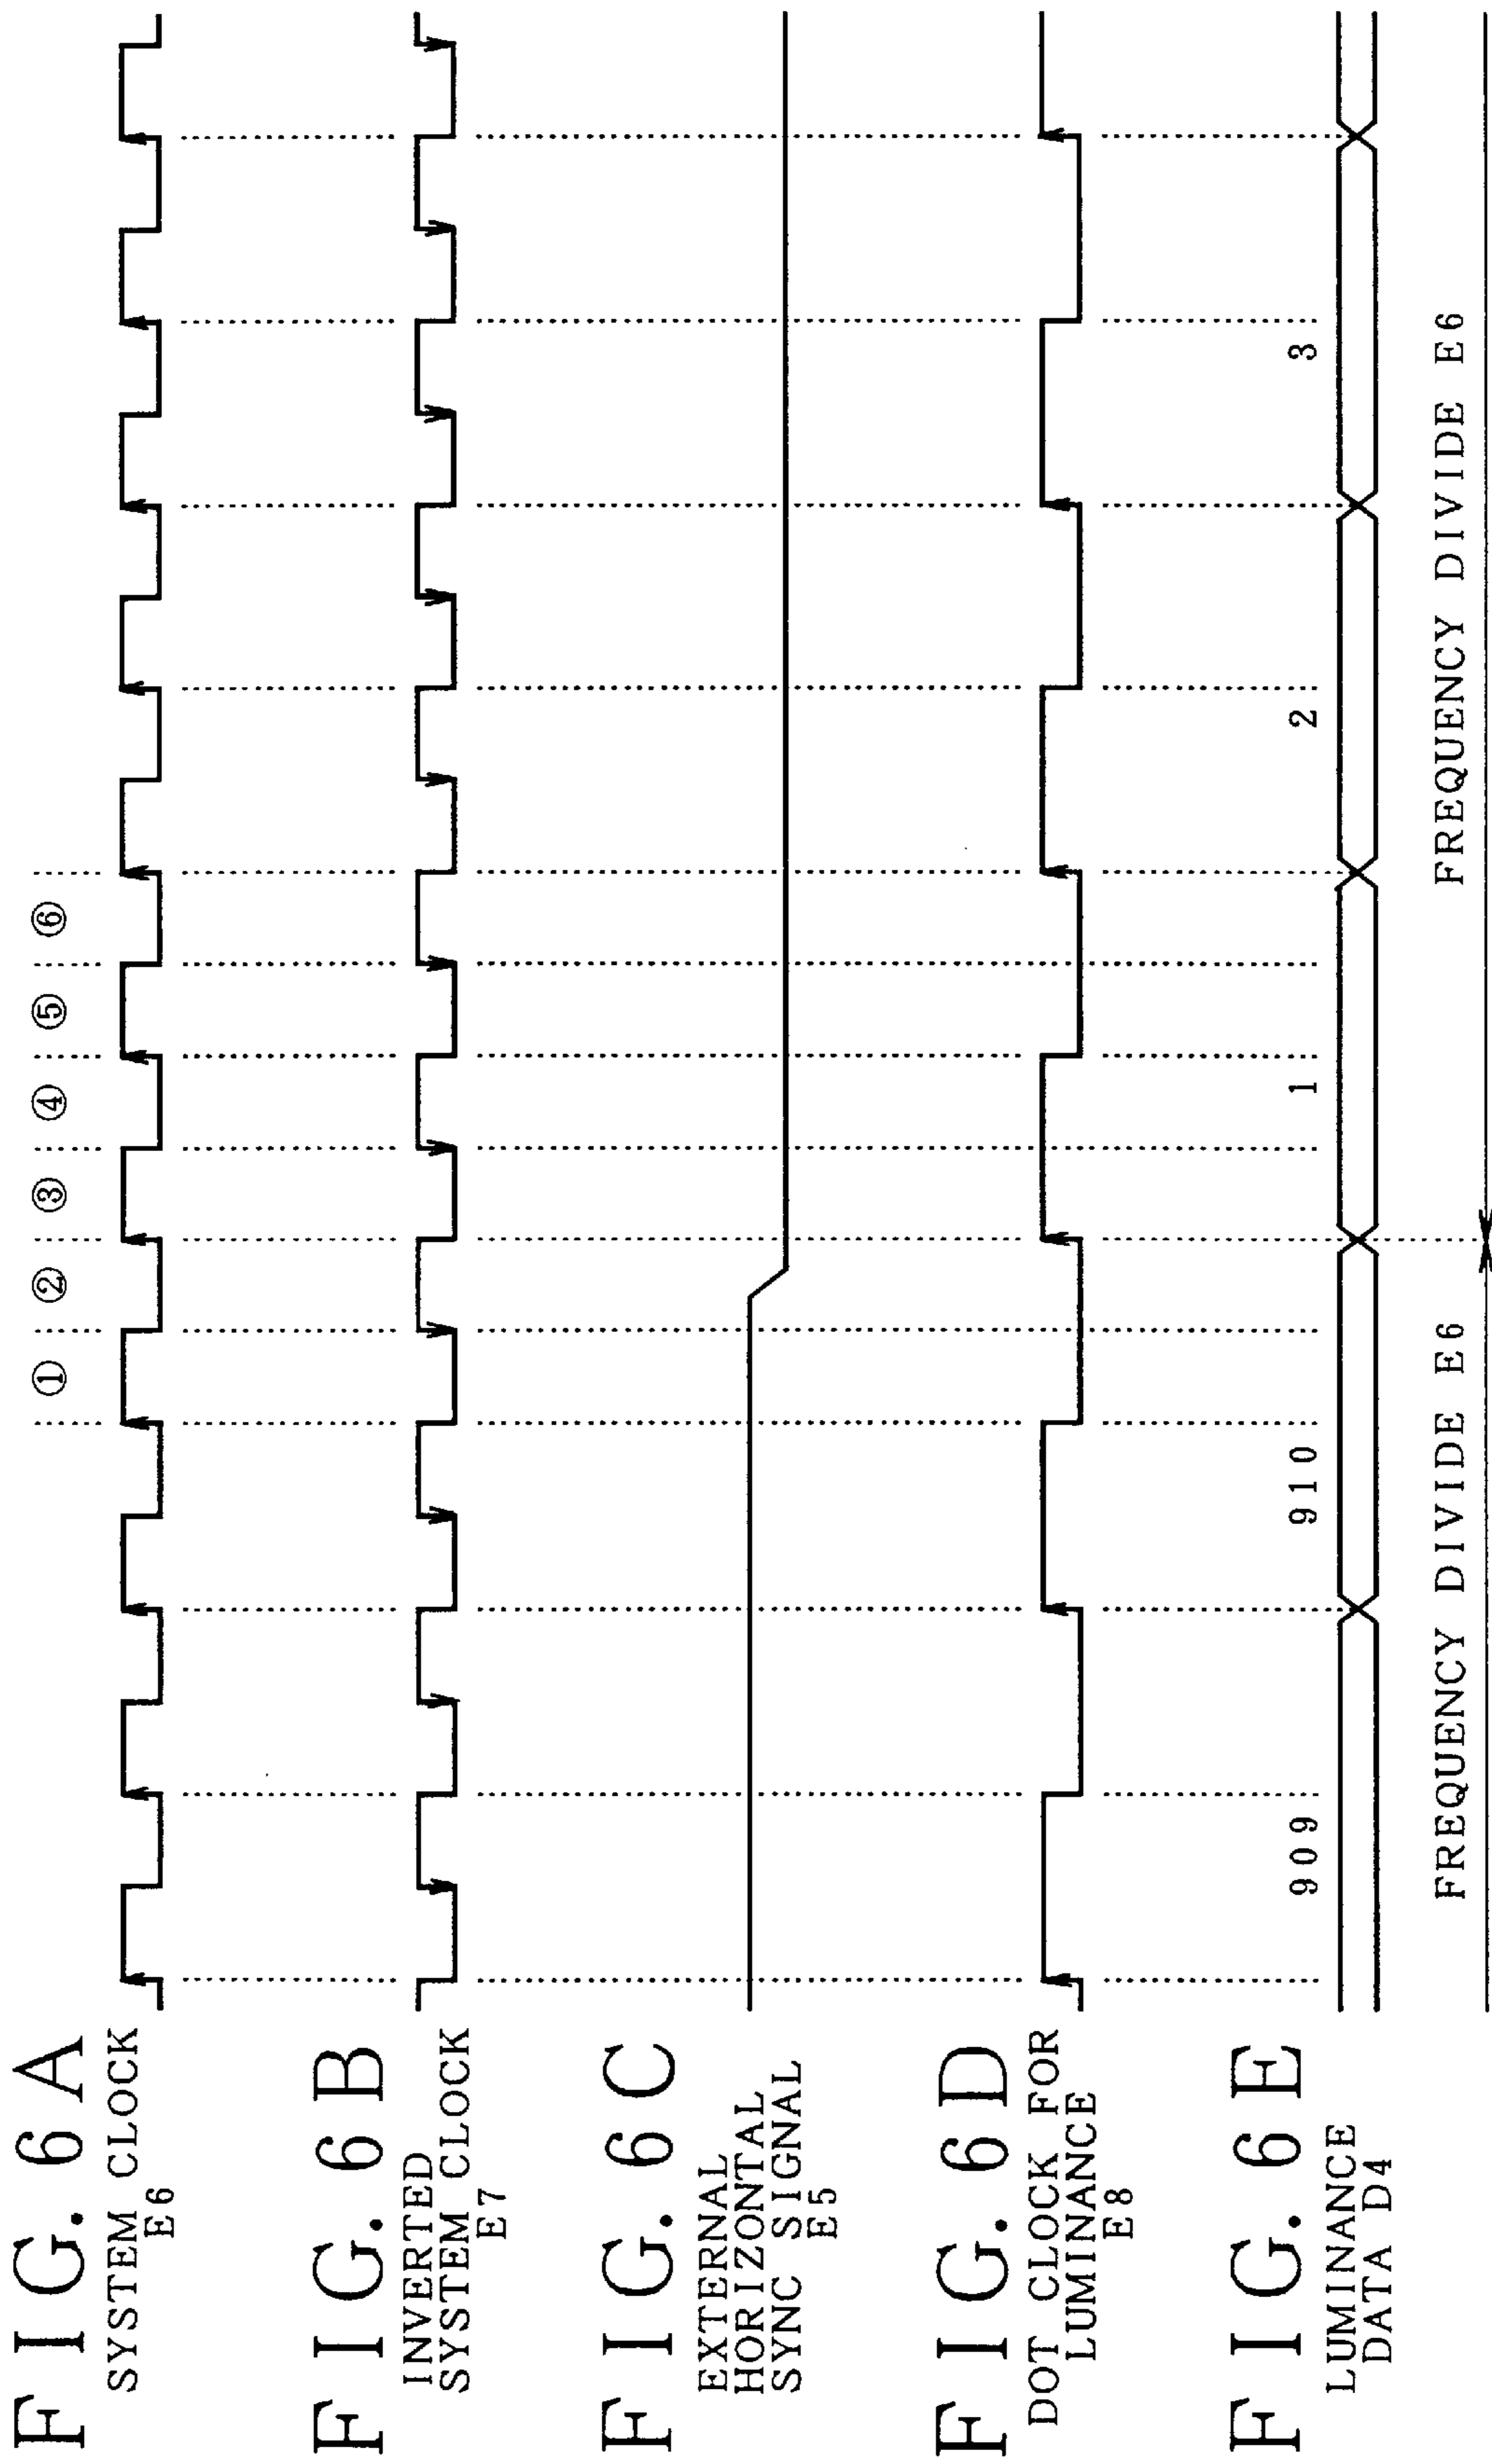 ① ② ③ ④ ⑤ ⑥
FIG. 6A
SYSTEM CLOCK
E6
FIG. 6B
INVERTED
SYSTEM CLOCK
E7
FIG. 6C
EXTERNAL
HORIZONTAL
SYNC SIGNAL
E5
FIG. 6D
DOT CLOCK FOR
LUMINANCE
E8
909 910 1 2 3
FIG. 6E
LUMINANCE
DATA D4
FREQUENCY DIVIDE E6 FREQUENCY DIVIDE E6